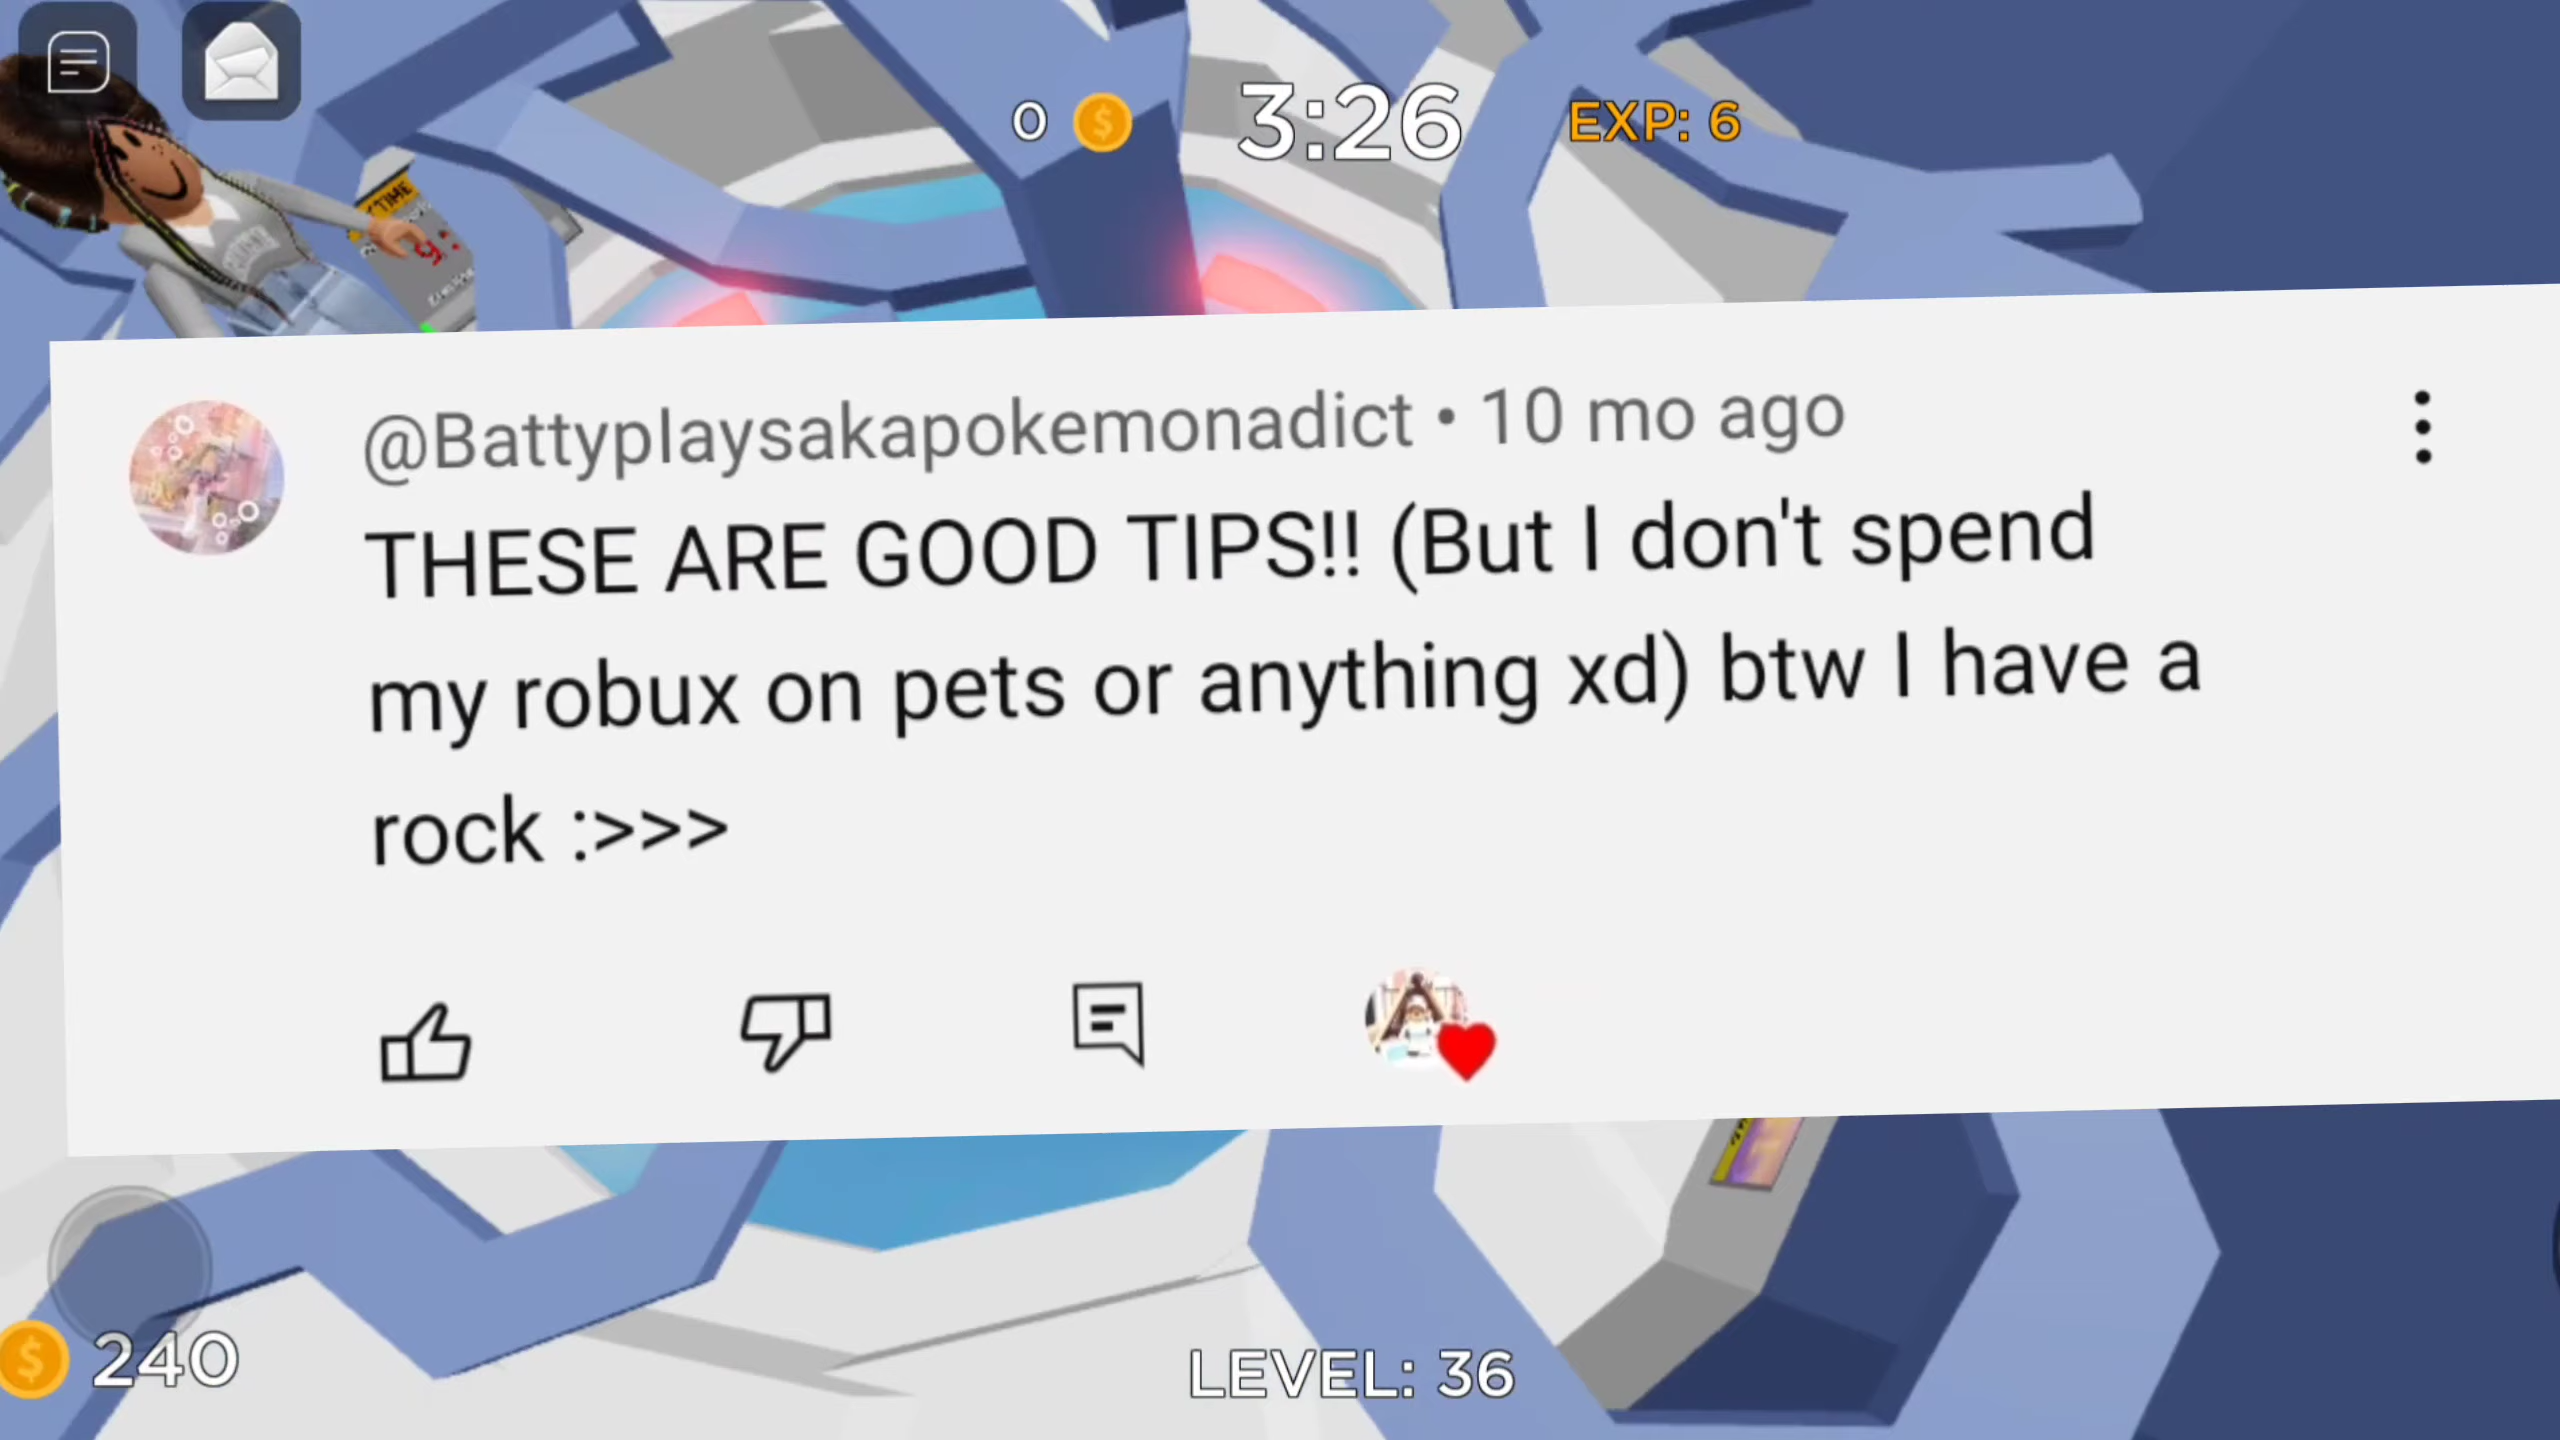 0 3:26 EXP: 6
@Battyplaysakapokemonadict • 10 mo ago
THESE ARE GOOD TIPS!! (But I don't spend
my robux on pets or anything xd) btw I have a
rock :>>>
240
LEVEL: 36